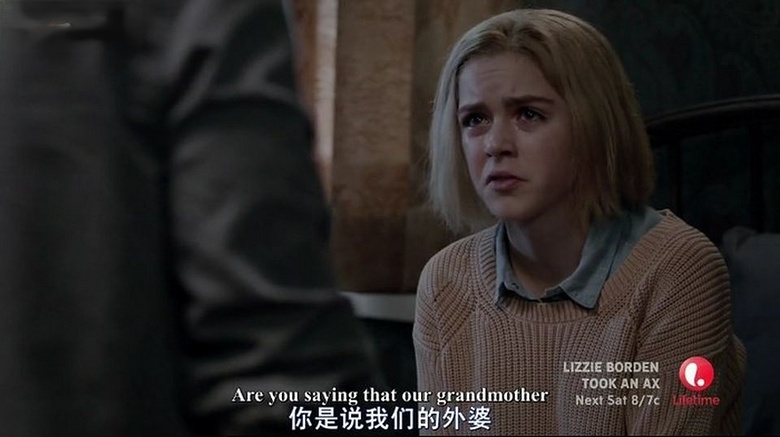 LIZZIE BORDEN
TOOK AN AX
Next Sat 8/7c
Lifetime
Are you saying that our grandmother
你是说我们的外婆